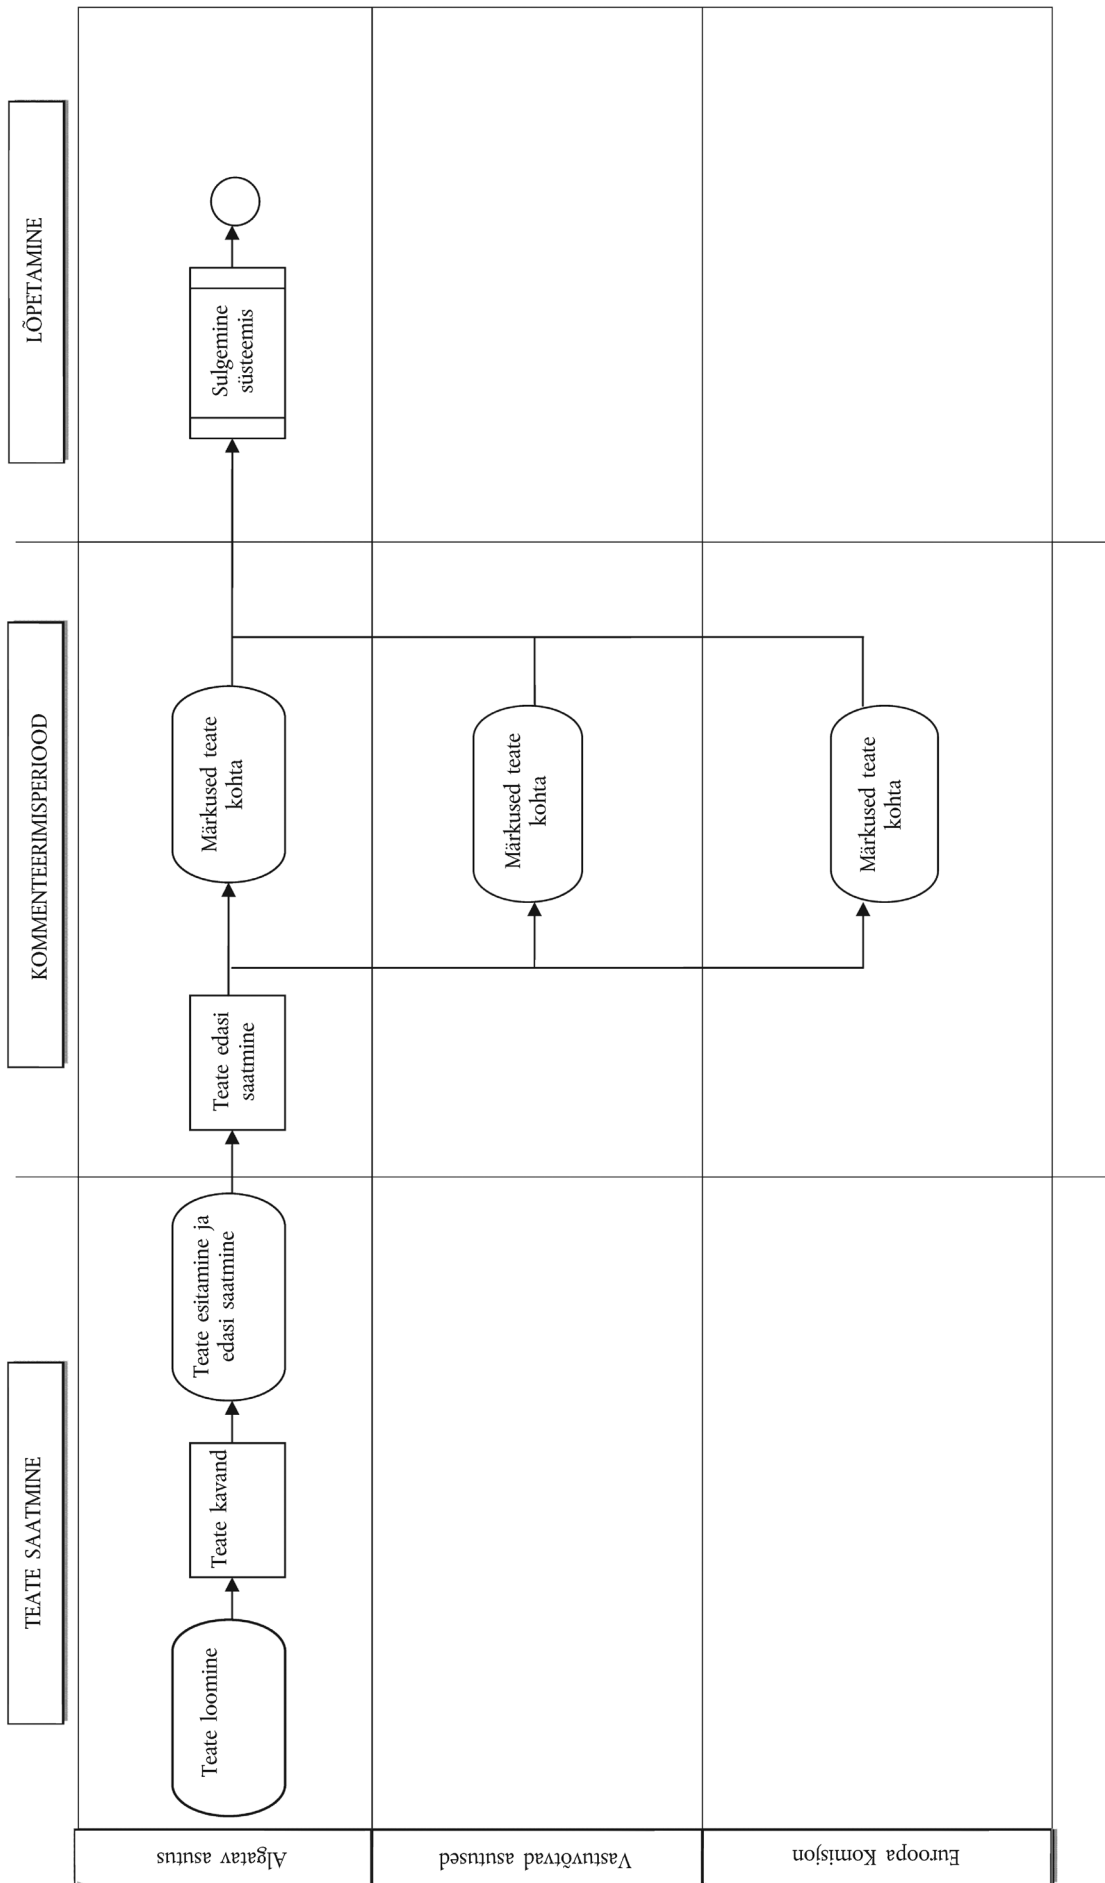 TEATE SAATMINE
KOMMENTEERIMISPERIOOD
LÕPETAMINE
Algatav asutus
Teate loomine
Teate kavand
Teate esitamine ja
edasi saatmine
Teate edasi
saatmine
Märkused teate
kohta
Sulgemine
süsteemis
Vastuvõtvad asutused
Märkused teate
kohta
Euroopa Komisjon
Märkused teate
kohta